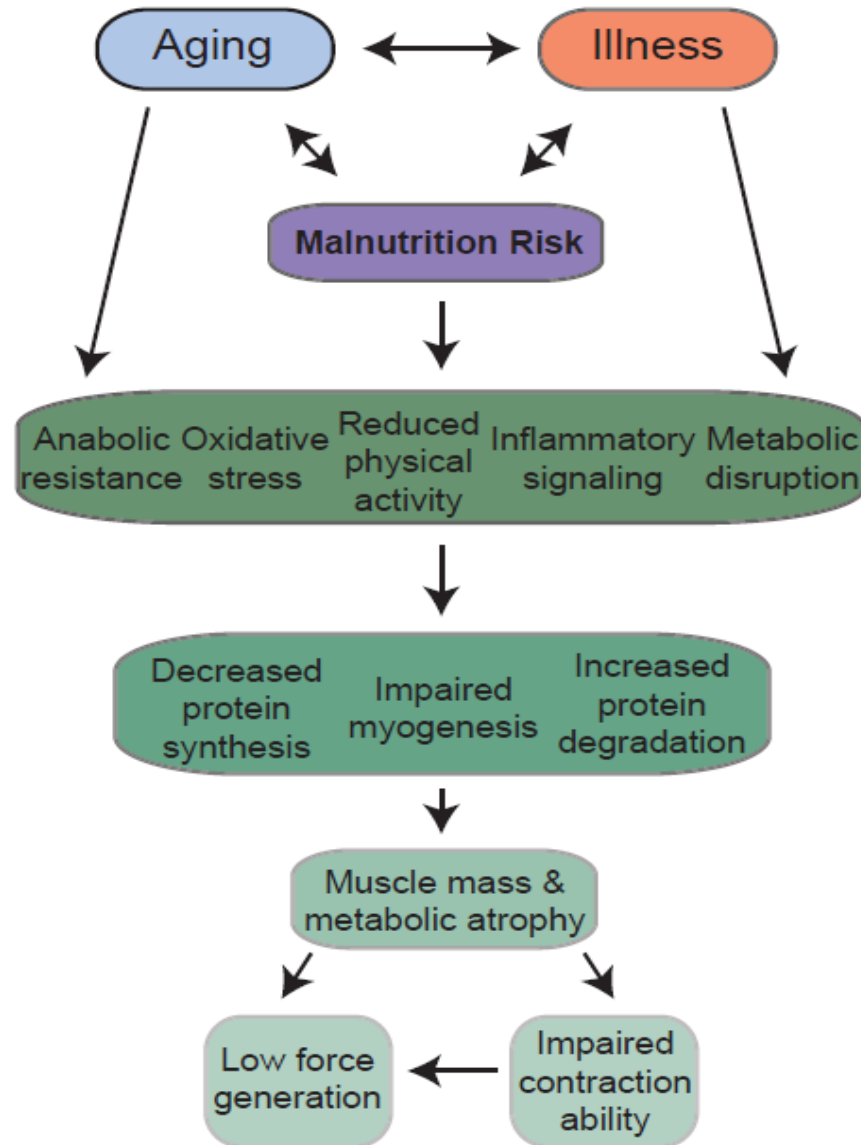 Aging
Illness
Malnutrition Risk
Anabolic
resistance
Oxidative
stress
Reduced
physical
activity
Inflammatory
signaling
Metabolic
disruption
Decreased
protein
synthesis
Impaired
myogenesis
Increased
protein
degradation
Muscle mass &
metabolic atrophy
Low force
generation
Impaired
contraction
ability